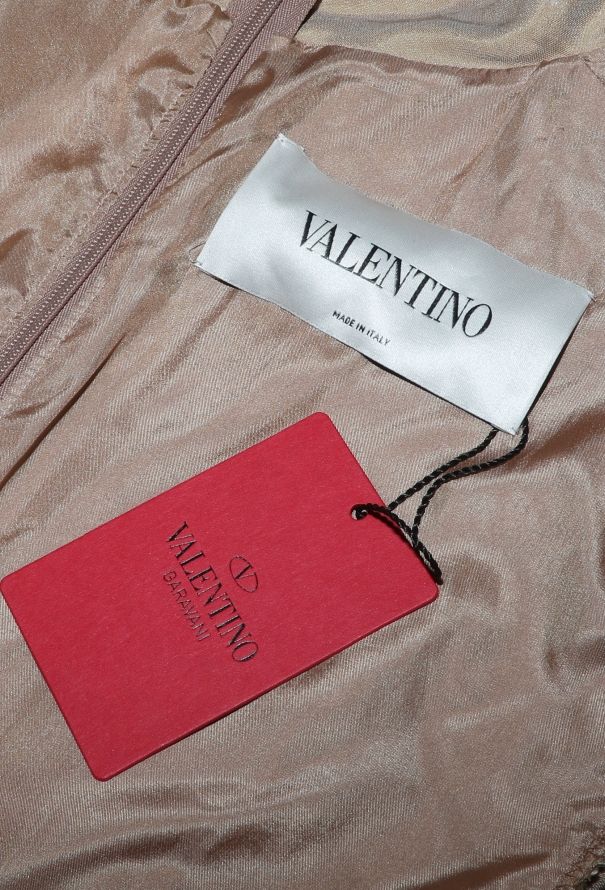 VALENTINO
MADE IN ITALY
V
VALENTINO
GARAVANI